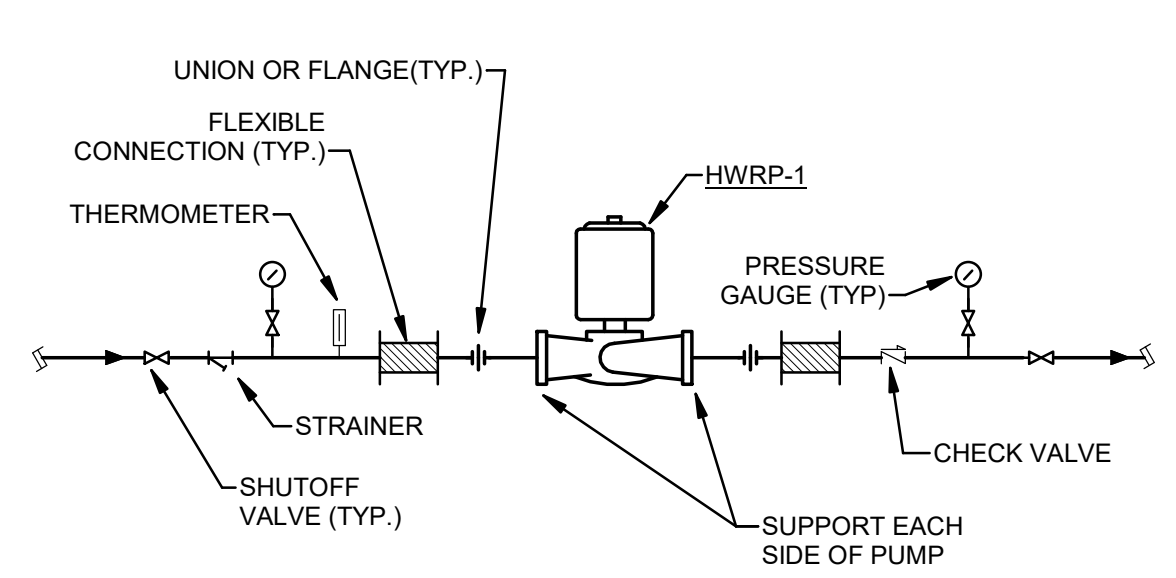 UNION OR FLANGE(TYP.)
FLEXIBLE
CONNECTION (TYP.)
THERMOMETER
HWRP-1
PRESSURE
GAUGE (TYP)
STRAINER
SHUTOFF
VALVE (TYP.)
CHECK VALVE
SUPPORT EACH
SIDE OF PUMP